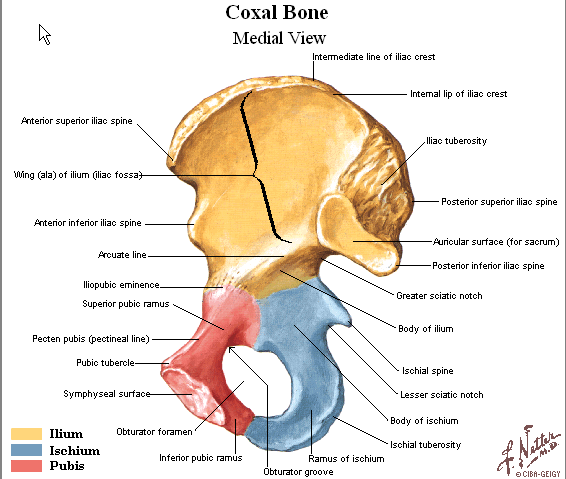 Coxal Bone
Medial View
Intermediate line of iliac crest
Internal lip of iliac crest
Anterior superior iliac spine
Iliac tuberosity
Wing (ala) of ilium (iliac fossa)
Posterior superior iliac spine
Anterior inferior iliac spine
Auricular surface (for sacrum)
Arcuate line
Posterior inferior iliac spine
Iliopubic eminence
Greater sciatic notch
Superior pubic ramus
Body of ilium
Pecten pubis (pectineal line)
Pubic tubercle
Ischial spine
Symphyseal surface
Lesser sciatic notch
Body of ischium
Obturator foramen
Ischial tuberosity
Inferior pubic ramus
Ramus of ischium
Obturator groove
Ilium
Ischium
Pubis
F. Netter
M.D.
© CIBA-GEIGY